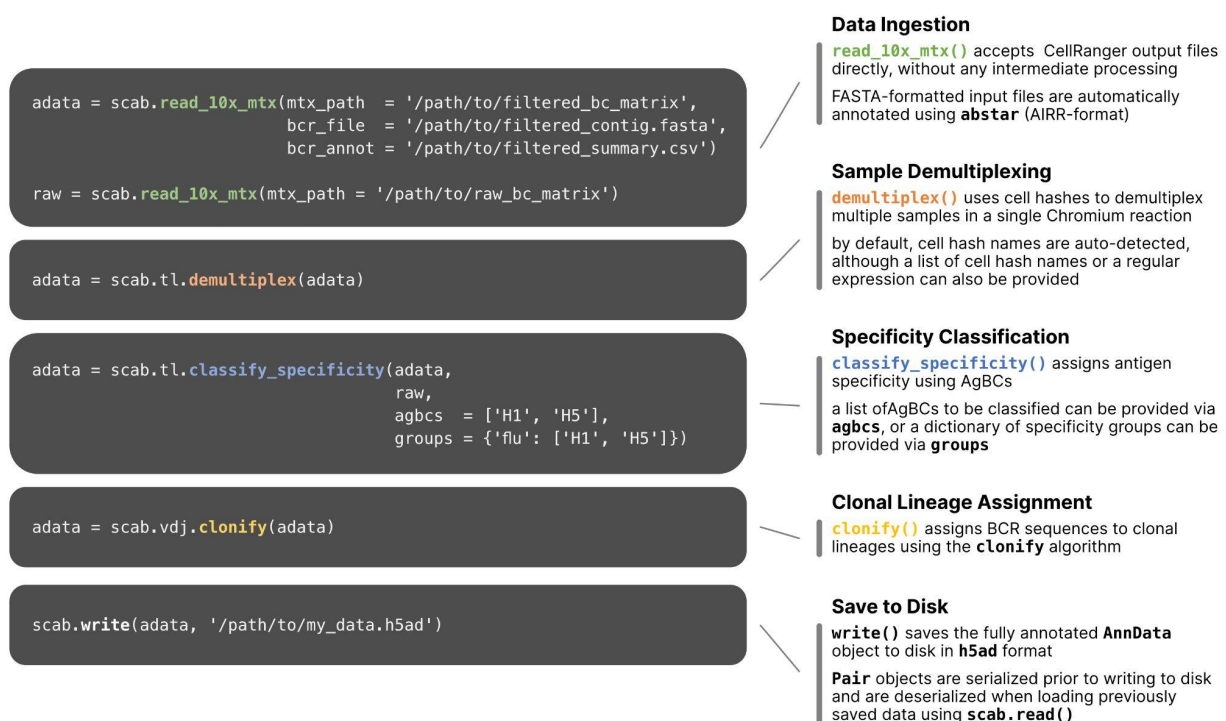 adata = scab.read_10x_mtx(mtx_path  = '/path/to/filtered_bc_matrix',
                          bcr_file  = '/path/to/filtered_contig.fasta',
                          bcr_annot = '/path/to/filtered_summary.csv')
raw = scab.read_10x_mtx(mtx_path = '/path/to/raw_bc_matrix')
Data Ingestion
read_10x_mtx() accepts  CellRanger output files
directly, without any intermediate processing
FASTA-formatted input files are automatically
annotated using abstar (AIRR-format)
adata = scab.tl.demultiplex(adata)
Sample Demultiplexing
demultiplex() uses cell hashes to demultiplex
multiple samples in a single Chromium reaction
by default, cell hash names are auto-detected,
although a list of cell hash names or a regular
expression can also be provided
adata = scab.tl.classify_specificity(adata,
                                     raw,
                                     agbcs  = ['H1', 'H5'],
                                     groups = {'flu': ['H1', 'H5']})
Specificity Classification
classify_specificity() assigns antigen
specificity using AgBCs
a list ofAgBCs to be classified can be provided via
agbcs, or a dictionary of specificity groups can be
provided via groups
adata = scab.vdj.clonify(adata)
Clonal Lineage Assignment
clonify() assigns BCR sequences to clonal
lineages using the clonify algorithm
scab.write(adata, '/path/to/my_data.h5ad')
Save to Disk
write() saves the fully annotated AnnData
object to disk in h5ad format
Pair objects are serialized prior to writing to disk
and are deserialized when loading previously
saved data using scab.read()